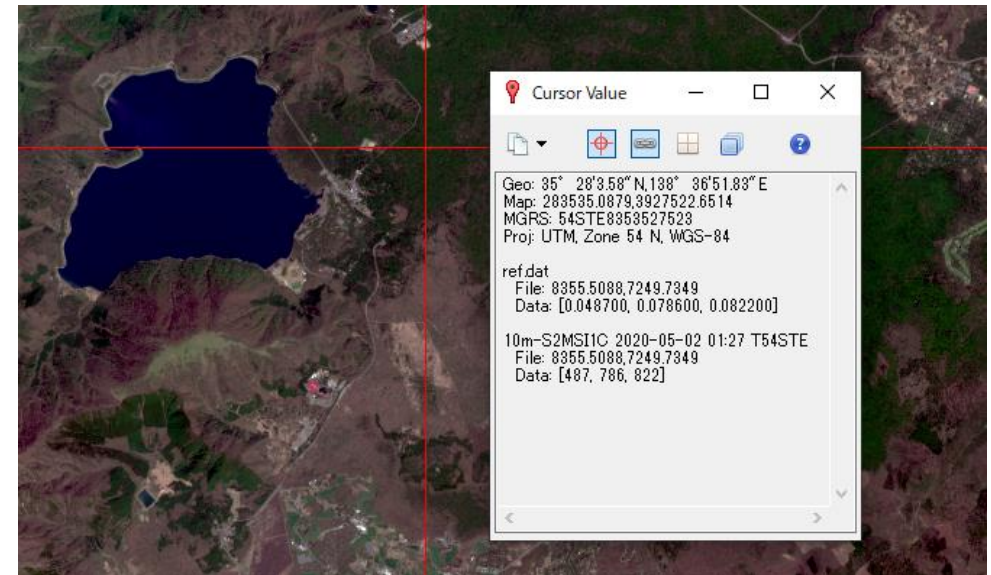 Cursor Value
Geo: 35° 28'3.58"N,138° 36'51.83"E
Map: 283535.0879,3927522.6514
MGRS: 54STE8353527523
Proj: UTM, Zone 54 N, WGS-84
ref.dat
File: 8355.5088,7249.7349
Data: [0.048700, 0.078600, 0.082200]
10m-S2MSI1C 2020-05-02 01:27 T54STE
File: 8355.5088,7249.7349
Data: [487, 786, 822]